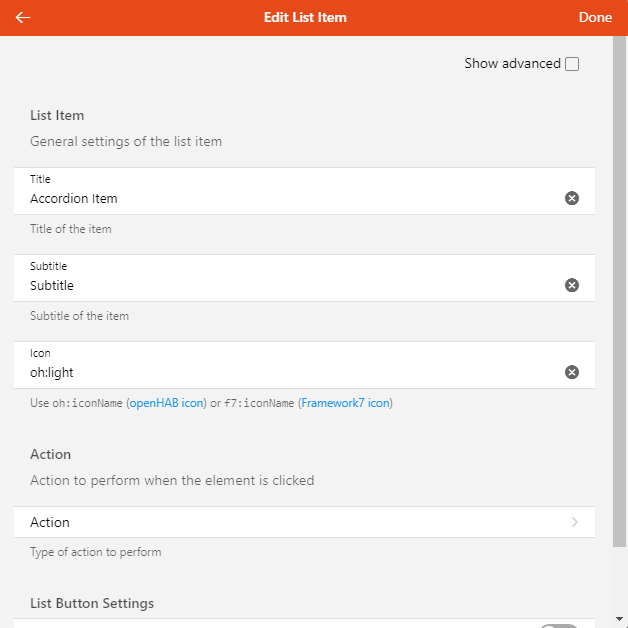 Edit List Item
Done
Show advanced
List Item
General settings of the list item
Title
Accordion Item
Title of the item
Subtitle
Subtitle
Subtitle of the item
Icon
oh:light
Use oh:iconName (openHAB icon) or f7:iconName (Framework7 icon)
Action
Action to perform when the element is clicked
Action
Type of action to perform
List Button Settings